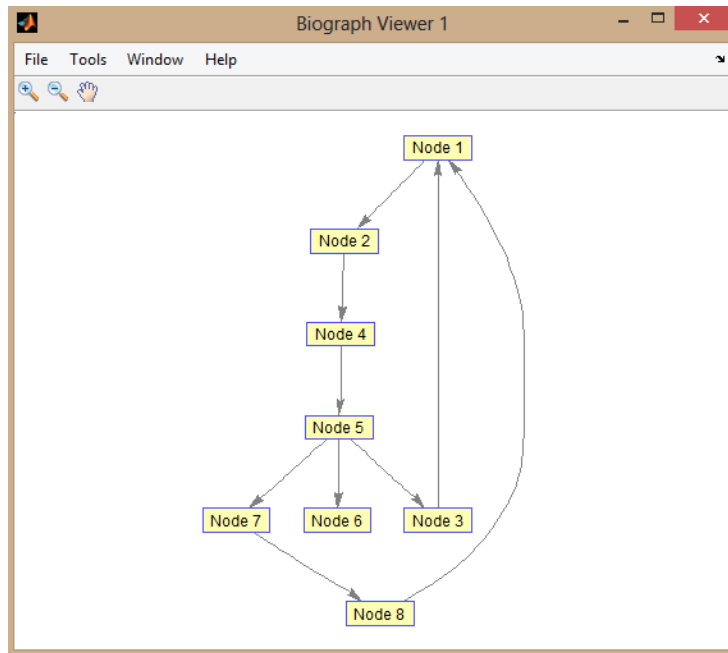 Biograph Viewer 1
File Tools Window Help
Node 1
Node 2
Node 4
Node 5
Node 7 Node 6 Node 3
Node 8